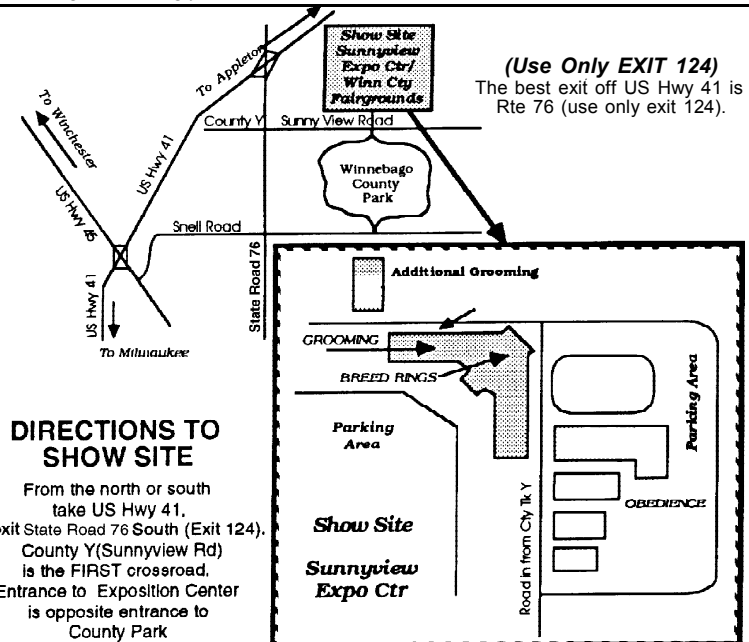 Show Site
Sunnyview
Expo Ctr/
Winn Cty
Fairgrounds
(Use Only EXIT 124)
The best exit off US Hwy 41 is
Rte 76 (use only exit 124).
To Appleton
To Winchester
US Hwy 41
County Y Sunny View Road
Winnebago
County
Park
US Hwy 45
Snell Road
State Road 76
US Hwy 41
To Milwaukee
Additional Grooming
GROOMING
BREED RINGS
Parking
Area
Parking Area
OBEDIENCE
Show Site
Sunnyview
Expo Ctr
Road in from Cty Tk Y
DIRECTIONS TO
SHOW SITE
From the north or south
take US Hwy 41,
exit State Road 76 South (Exit 124).
County Y(Sunnyview Rd)
is the FIRST crossroad.
Entrance to Exposition Center
is opposite entrance to
County Park